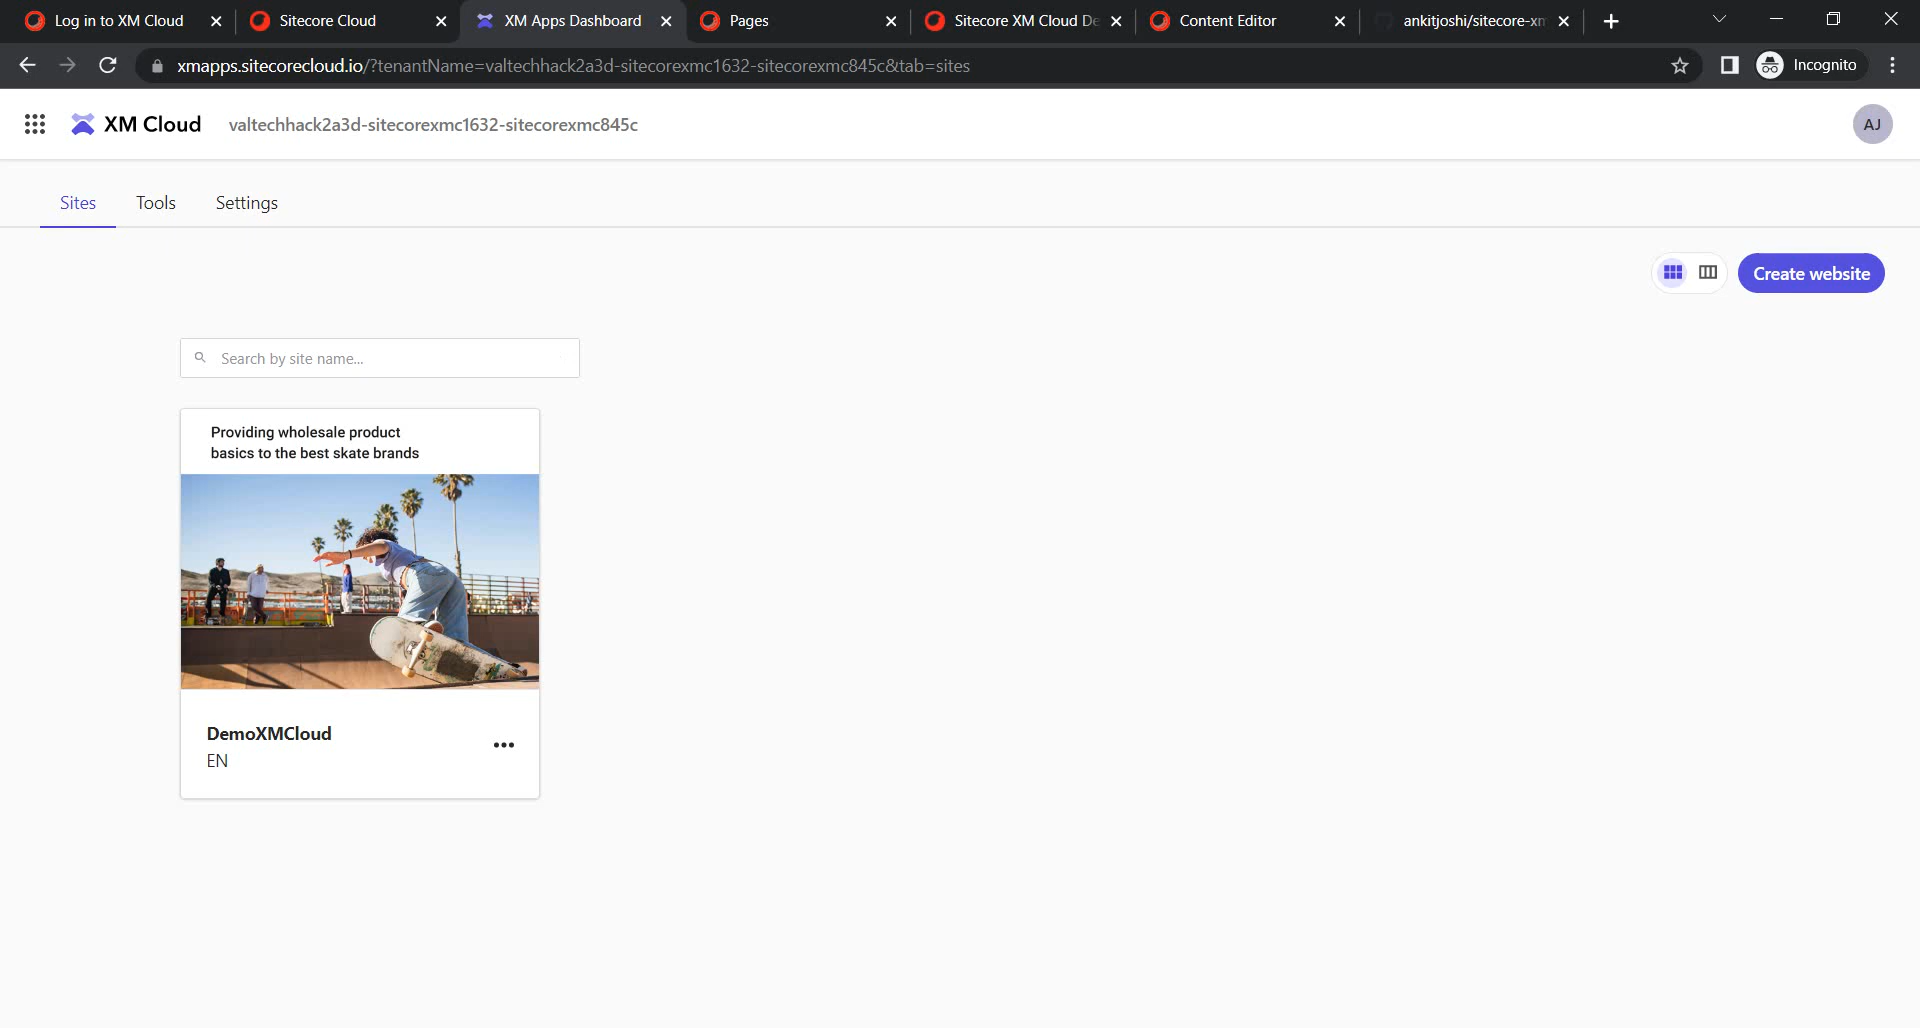 Log in to XM Cloud
Sitecore Cloud
XM Apps Dashboard
Pages
Sitecore XM Cloud De
Content Editor
ankitjoshi/sitecore-xm
xmapps.sitecorecloud.io/?tenantName=valtechhack2a3d-sitecorexmc1632-sitecorexmc845c&tab=sites
Incognito
XM Cloud
valtechhack2a3d-sitecorexmc1632-sitecorexmc845c
AJ
Sites
Tools
Settings
Create website
Search by site name...
Providing wholesale product
basics to the best skate brands
DemoXMCloud
EN